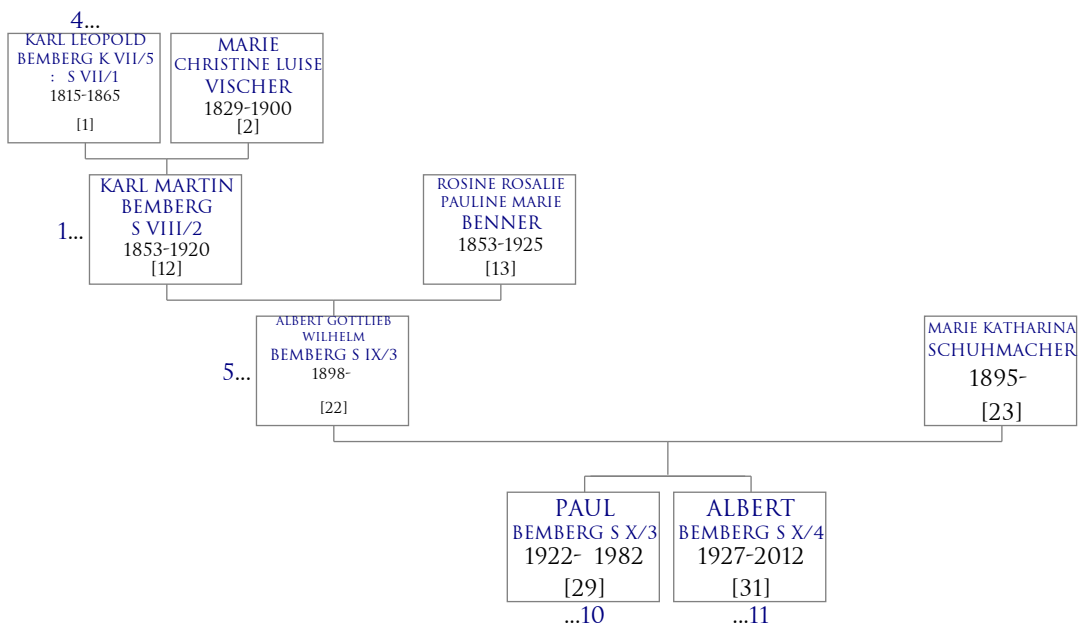 4...
KARL LEOPOLD
BEMBERG K VII/5
: S VII/1
1815-1865
[1]
MARIE
CHRISTINE LUISE
VISCHER
1829-1900
[2]
1...
KARL MARTIN
BEMBERG
S VIII/2
1853-1920
[12]
ROSINE ROSALIE
PAULINE MARIE
BENNER
1853-1925
[13]
5...
ALBERT GOTTLIEB
WILHELM
BEMBERG S IX/3
1898-
[22]
MARIE KATHARINA
SCHUHMACHER
1895-
[23]
PAUL
BEMBERG S X/3
1922- 1982
[29]
...10
ALBERT
BEMBERG S X/4
1927-2012
[31]
...11